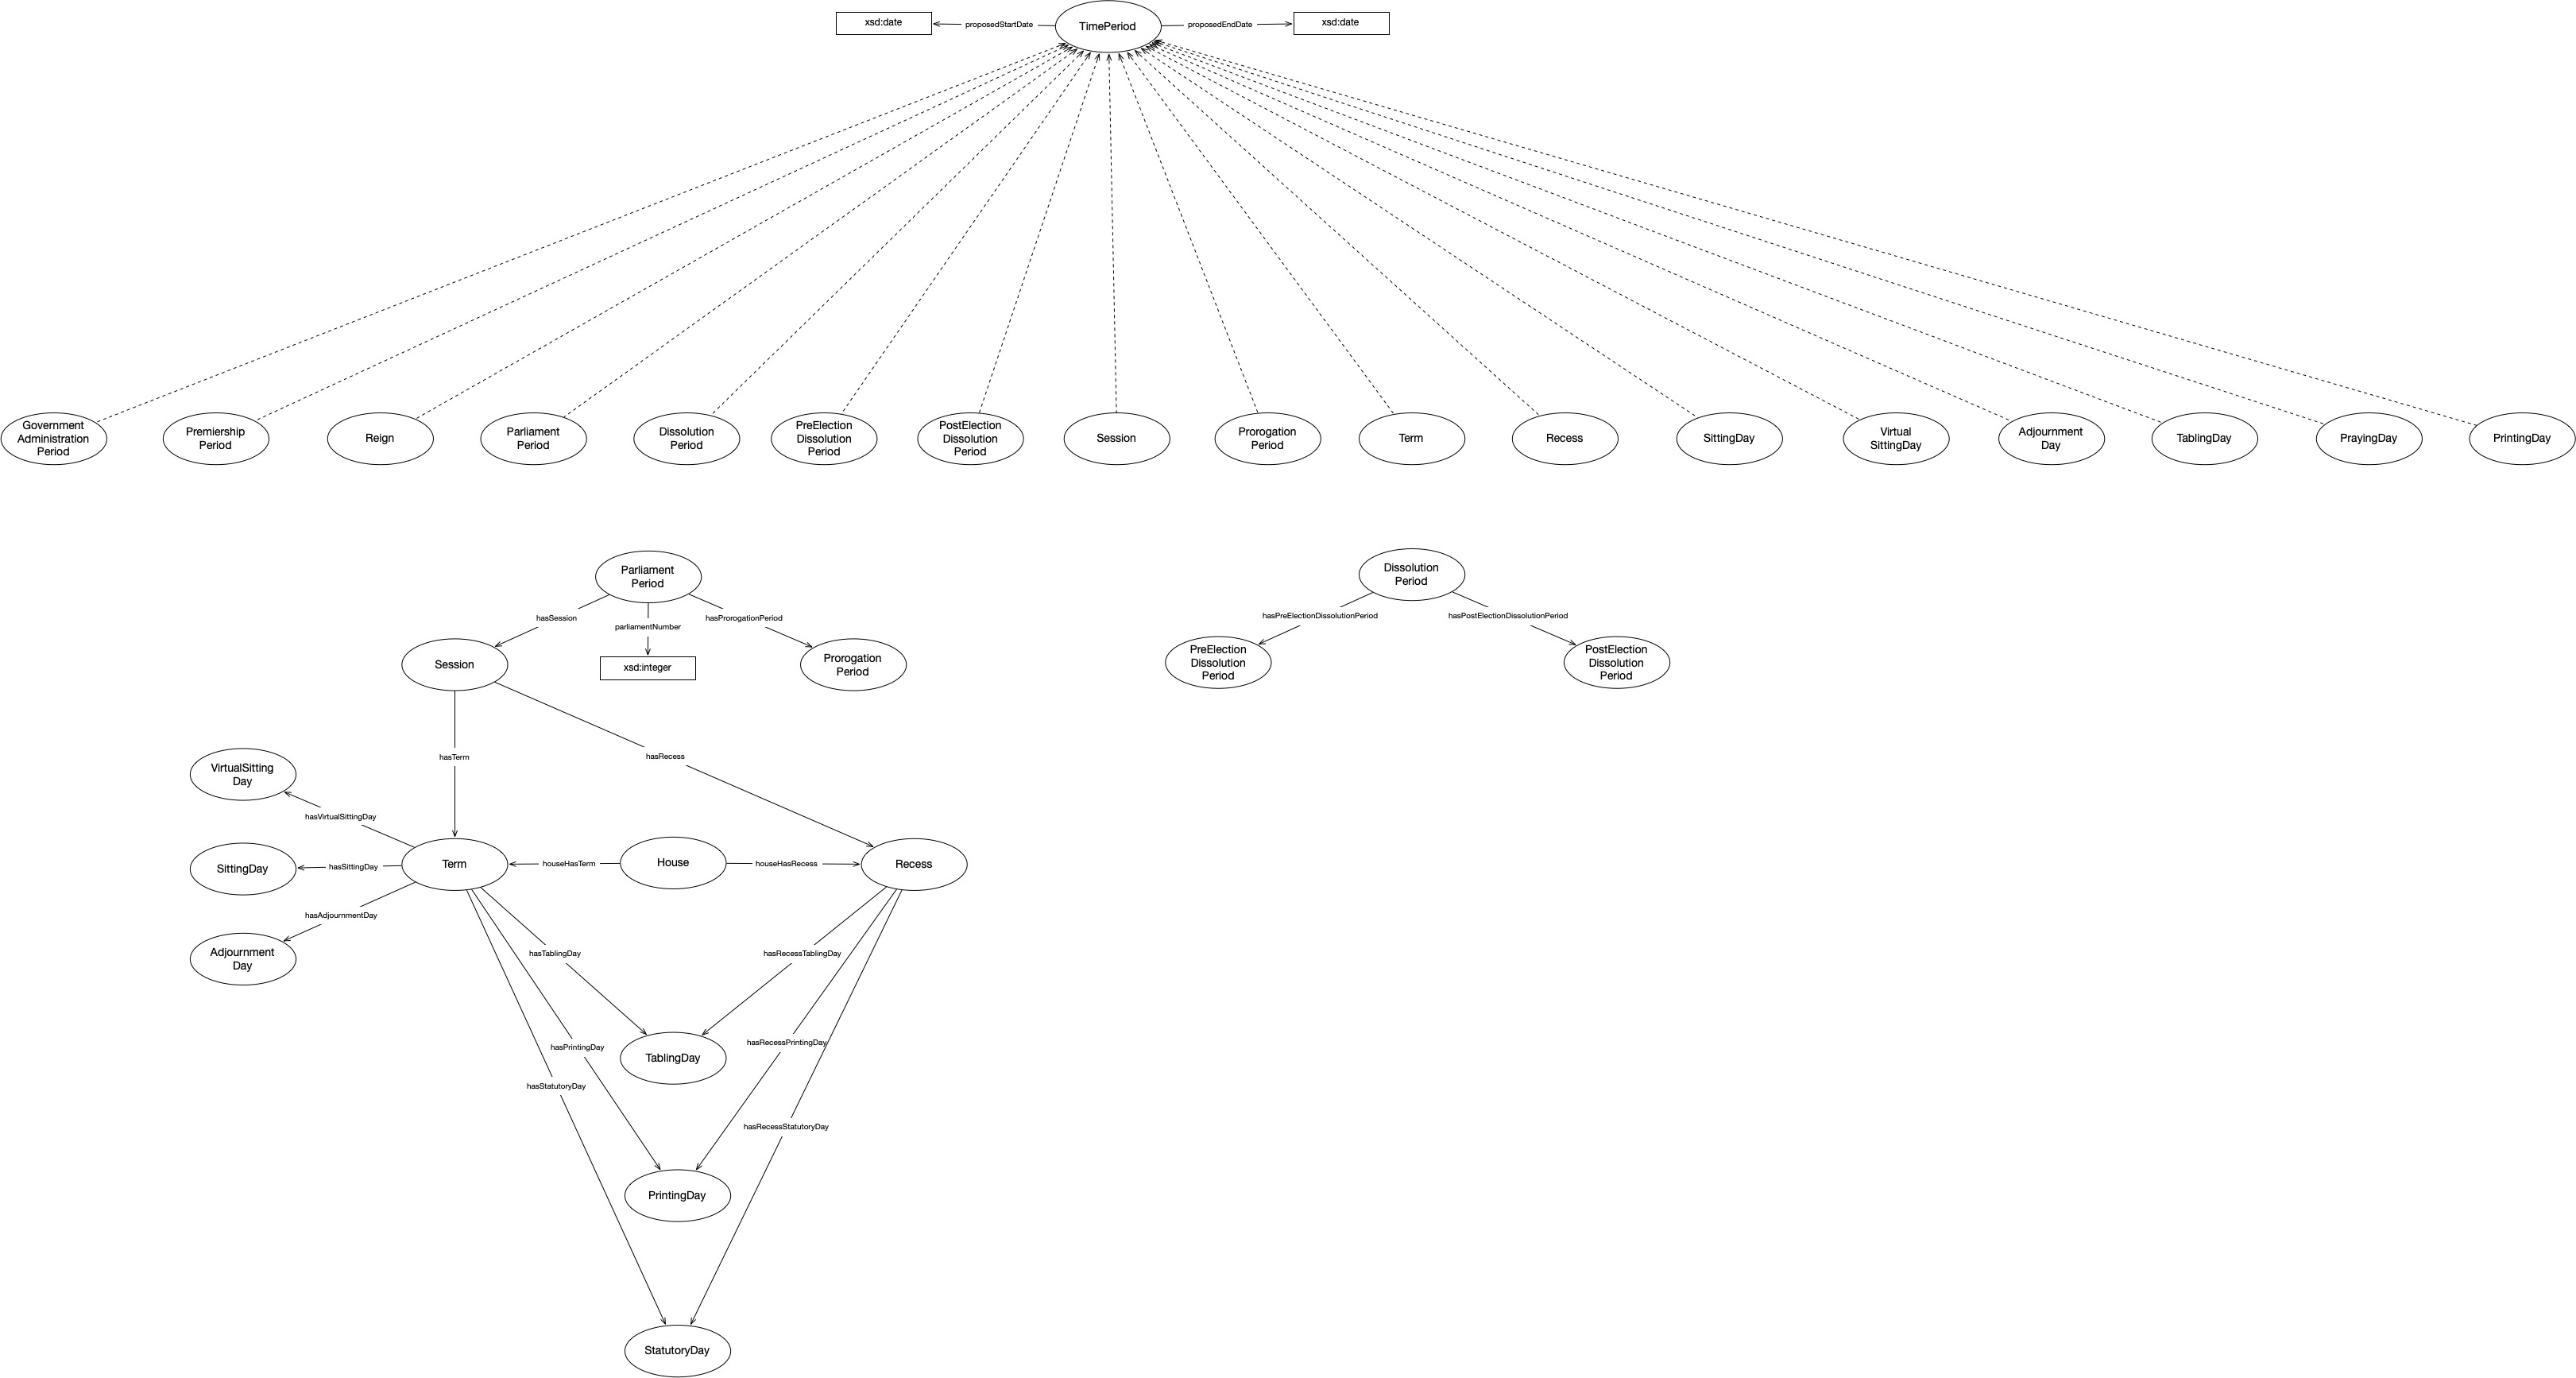 xsd:date
proposedStartDate
TimePeriod
proposedEndDate
xsd:date
Government
Administration
Period
Premiership
Period
Reign
Parliament
Period
Dissolution
Period
PreElection
Dissolution
Period
PostElection
Dissolution
Period
Session
Prorogation
Period
Term
Recess
SittingDay
Virtual
SittingDay
Adjournment
Day
TablingDay
PrayingDay
PrintingDay
Parliament
Period
hasSession
parliamentNumber
hasProrogationPeriod
Session
xsd:integer
Prorogation
Period
Dissolution
Period
hasPreElectionDissolutionPeriod
hasPostElectionDissolutionPeriod
PreElection
Dissolution
Period
PostElection
Dissolution
Period
hasTerm
hasRecess
VirtualSitting
Day
hasVirtualSittingDay
SittingDay
hasSittingDay
Term
houseHasTerm
House
houseHasRecess
Recess
hasAdjournmentDay
Adjournment
Day
hasTablingDay
hasRecessTablingDay
TablingDay
hasPrintingDay
hasRecessPrintingDay
hasStatutoryDay
hasRecessStatutoryDay
PrintingDay
StatutoryDay